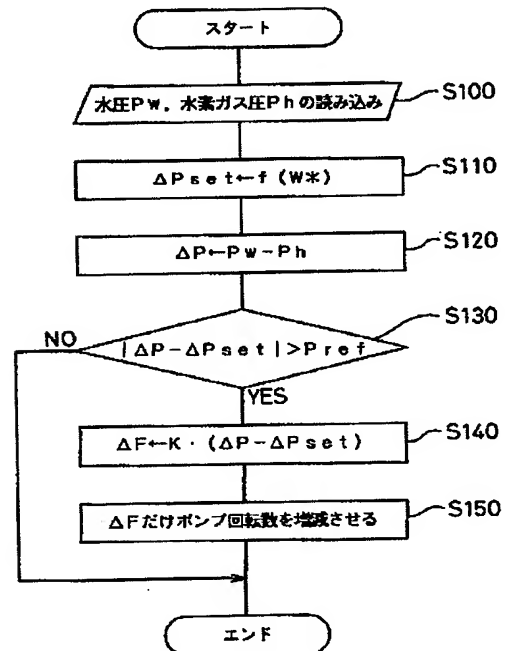 スタート
水圧Pw，水素ガス圧Phの読み込み
S100
ΔPset←f(W*)
S110
ΔP←Pw-Ph
S120
S130
NO
|ΔP-ΔPset|>Pref
YES
ΔF←K・(ΔP-ΔPset)
S140
ΔFだけポンプ回転数を増減させる
S150
エンド